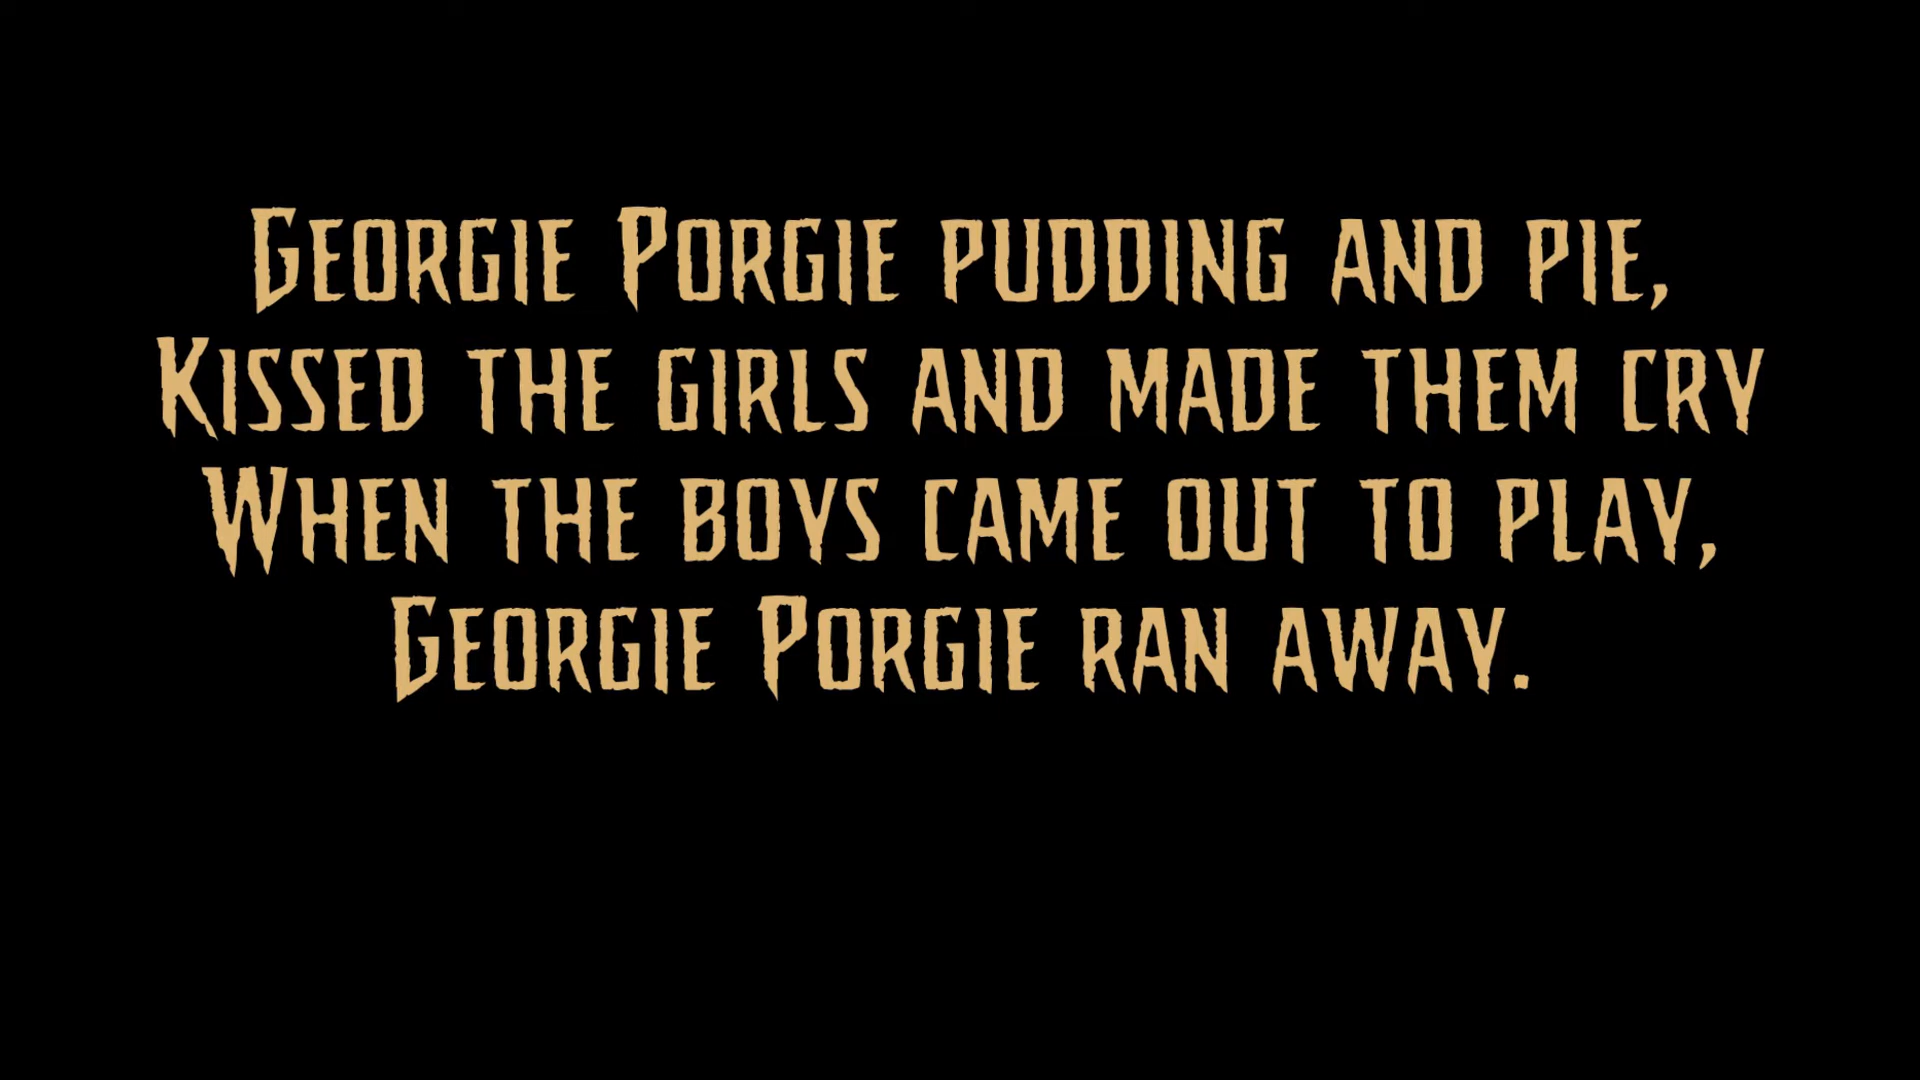 Georgie Porgie pudding and pie,
Kissed the girls and made them cry
When the boys came out to play,
Georgie Porgie ran away.